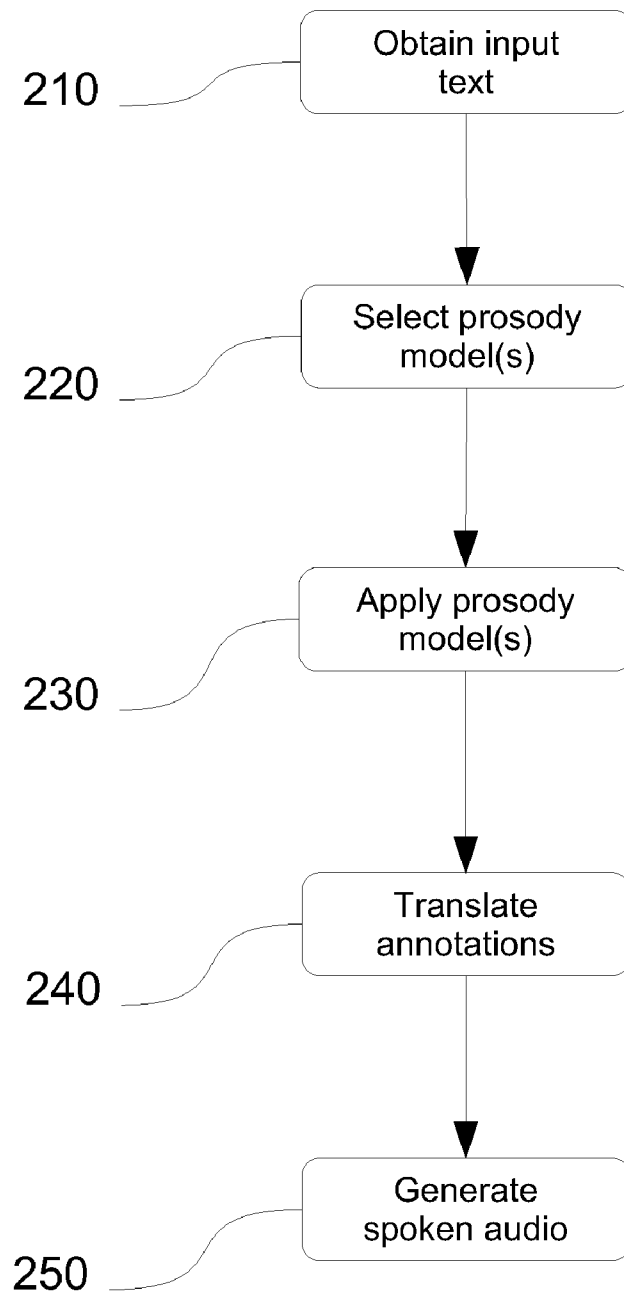 Obtain input
text
210
Select prosody
model(s)
220
Apply prosody
model(s)
230
Translate
annotations
240
Generate
spoken audio
250